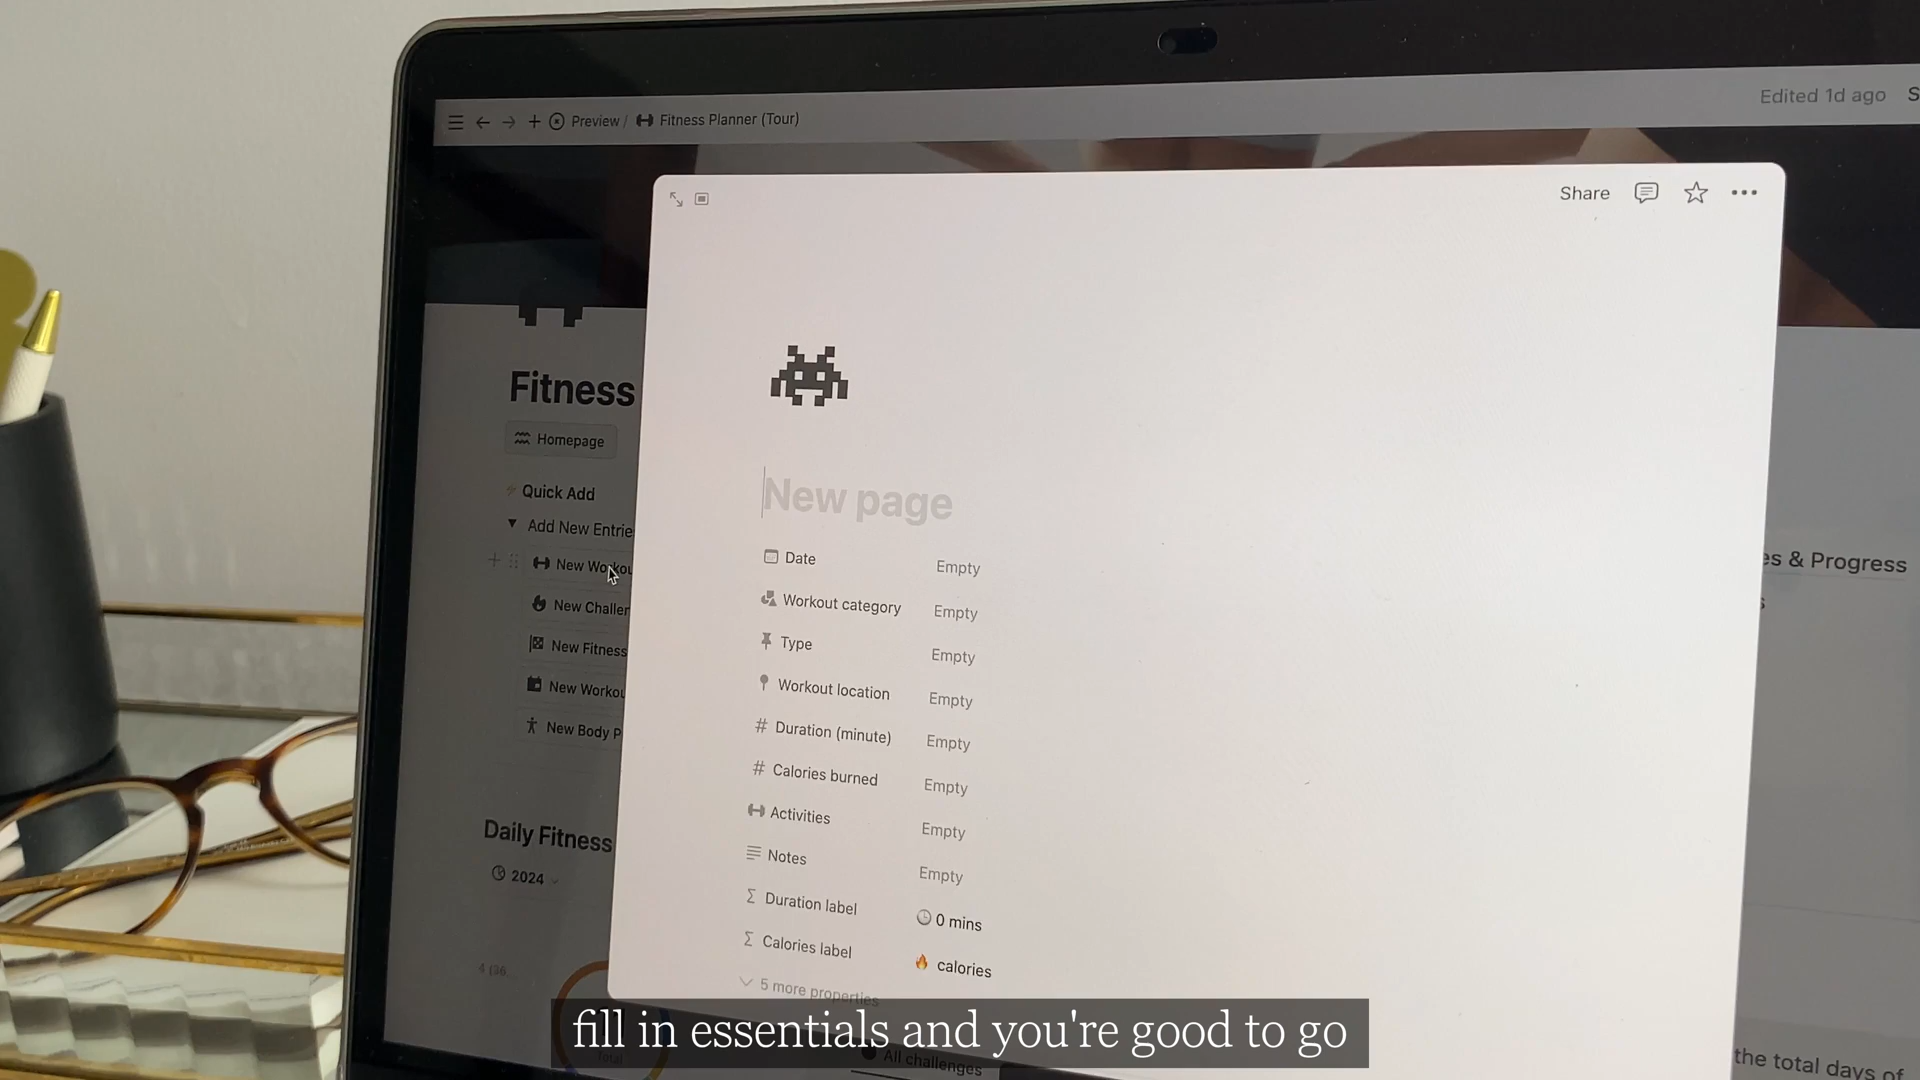 Edited 1d ago
Preview / Fitness Planner (Tour)
Share
Fitness
Homepage
Quick Add
Add New Entrie
New Workou
New Challen
New Fitness
New Workou
New Body P
Daily Fitness
2024
4 (36.
Total
New page
Date Empty
Workout category Empty
Type Empty
Workout location Empty
Duration (minute) Empty
Calories burned Empty
Activities Empty
Notes Empty
Duration label 0 mins
Calories label calories
5 more properties
es & Progress
fill in essentials and you're good to go
All challenges
the total days of